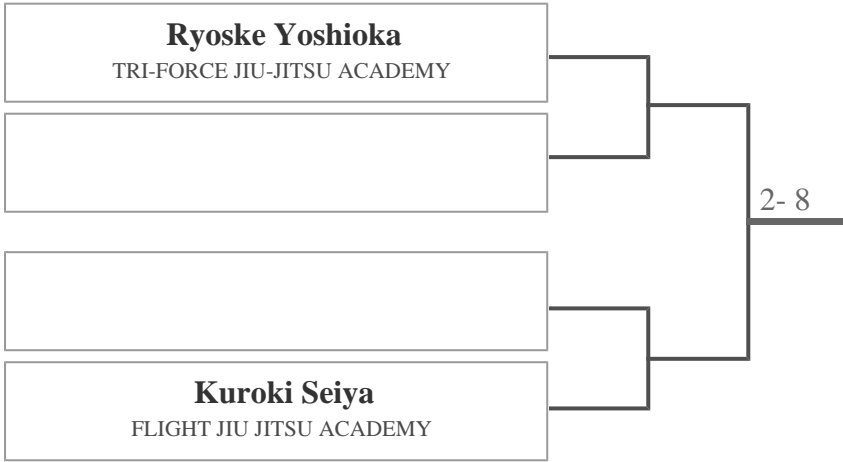 Ryoske Yoshioka
TRI-FORCE JIU-JITSU ACADEMY
2- 8
Kuroki Seiya
FLIGHT JIU JITSU ACADEMY